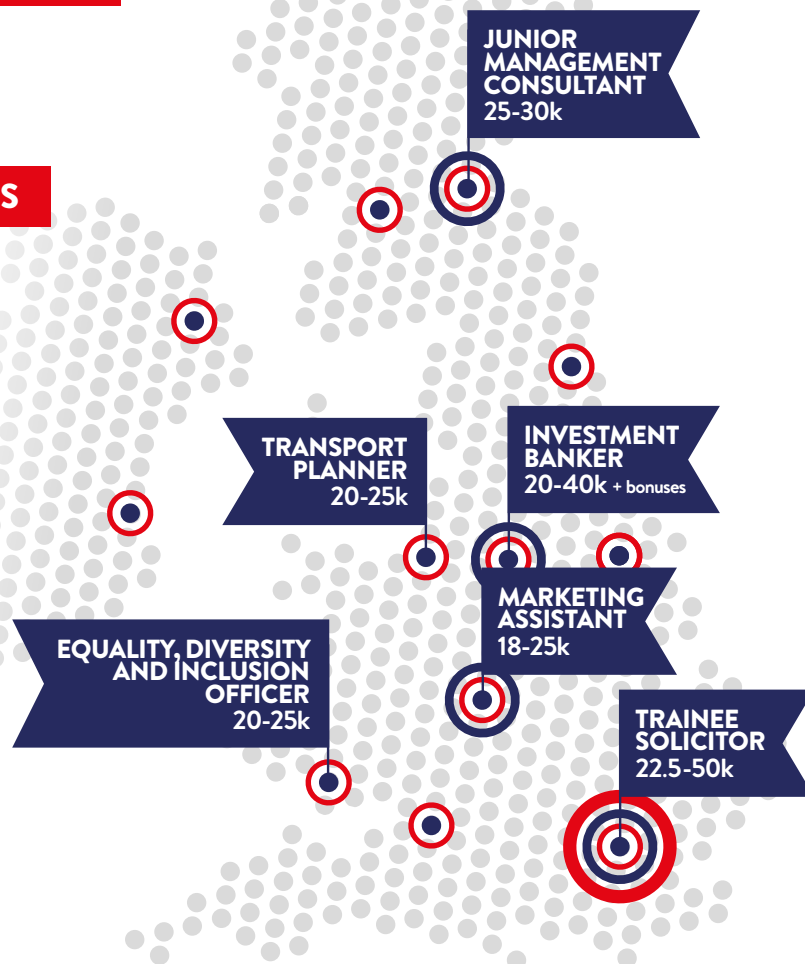 JUNIOR
MANAGEMENT
CONSULTANT
25-30k
S
TRANSPORT
PLANNER
20-25k
INVESTMENT
BANKER
20-40k + bonuses
MARKETING
ASSISTANT
18-25k
EQUALITY, DIVERSITY
AND INCLUSION
OFFICER
20-25k
TRAINEE
SOLICITOR
22.5-50k